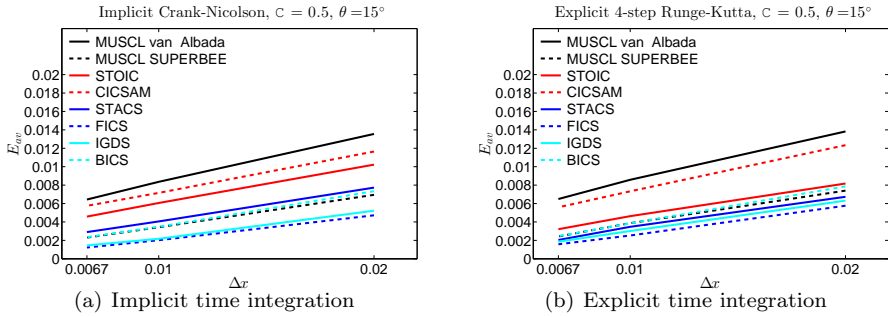 Implicit Crank-Nicolson, C = 0.5, θ =15°
MUSCL van Albada
MUSCL SUPERBEE
STOIC
CICSAM
STACS
FICS
IGDS
BICS
0.02
0.018
0.016
0.014
0.012
0.01
0.008
0.006
0.004
0.002
0
E_av
0.0067
0.01
0.02
Δx
(a) Implicit time integration
Explicit 4-step Runge-Kutta, C = 0.5, θ =15°
MUSCL van Albada
MUSCL SUPERBEE
STOIC
CICSAM
STACS
FICS
IGDS
BICS
0.02
0.018
0.016
0.014
0.012
0.01
0.008
0.006
0.004
0.002
0
E_av
0.0067
0.01
0.02
Δx
(b) Explicit time integration